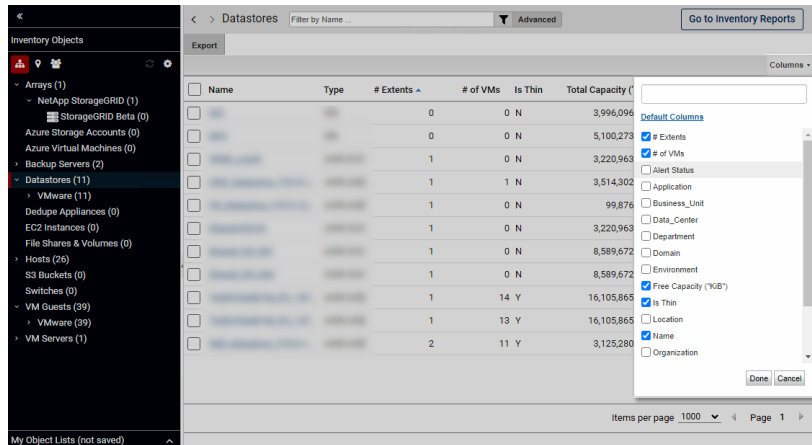 «
Inventory Objects
Arrays (1)
NetApp StorageGRID (1)
StorageGRID Beta (0)
Azure Storage Accounts (0)
Azure Virtual Machines (0)
Backup Servers (2)
Datastores (11)
VMware (11)
Dedupe Appliances (0)
EC2 Instances (0)
File Shares & Volumes (0)
Hosts (26)
S3 Buckets (0)
Switches (0)
VM Guests (39)
VMware (39)
VM Servers (1)
My Object Lists (not saved)
< > Datastores Filter by Name ... Advanced Go to Inventory Reports
Export
Columns
Name Type # Extents # of VMs Is Thin Total Capacity ("
0 0 N 3,996,096
0 0 N 5,100,273
1 0 N 3,220,963
1 1 N 3,514,302
1 0 N 99,876
1 0 N 3,220,963
1 0 N 8,589,672
1 0 N 8,589,672
1 14 Y 16,105,865
1 13 Y 16,105,865
2 11 Y 3,125,280
Default Columns
# Extents
# of VMs
Alert Status
Application
Business_Unit
Data_Center
Department
Domain
Environment
Free Capacity ("KiB")
Is Thin
Location
Name
Organization
Done Cancel
Items per page 1000 Page 1